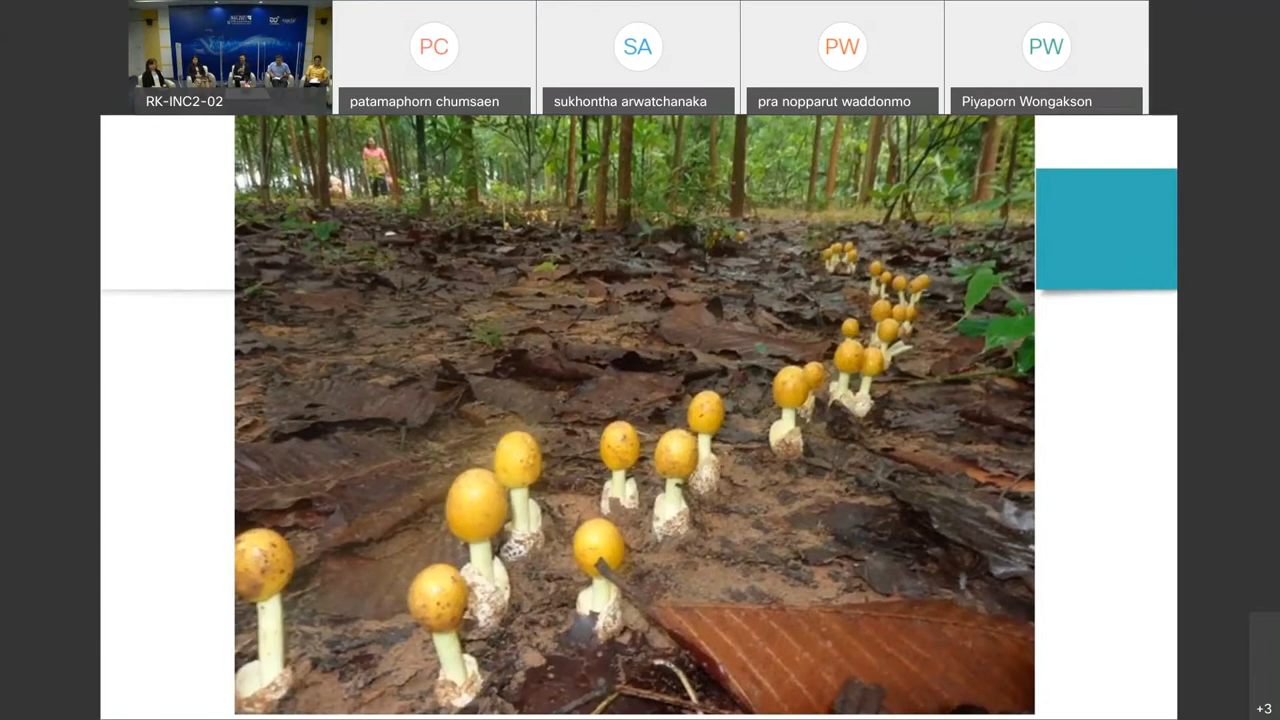 RK-INC2-02
PC
patamaphorn chumsaen
SA
sukhontha arwatchanaka
PW
pra nopparut waddonmo
PW
Piyaporn Wongakson
+3